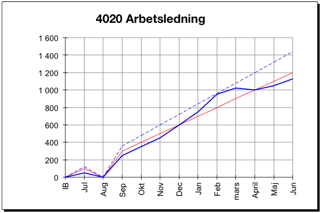 4020 Arbetsledning
1 600
1 400
1 200
1 000
800
600
400
200
0
IB
Jul
Aug
Sep
Okt
Nov
Dec
Jan
Feb
mars
April
Maj
Jun